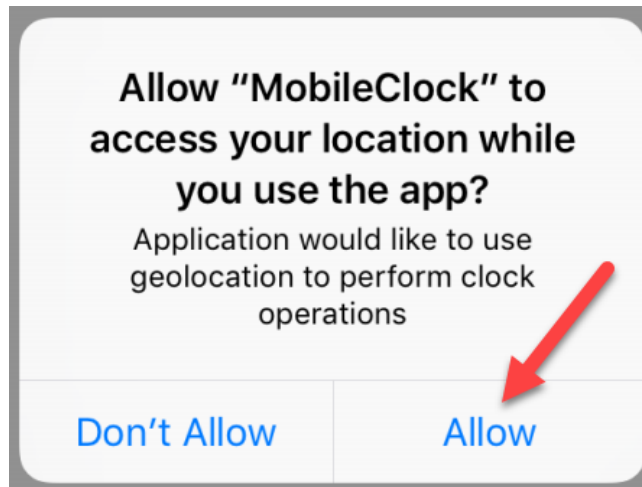 Allow “MobileClock” to
access your location while
you use the app?
Application would like to use
geolocation to perform clock
operations
Don’t Allow
Allow